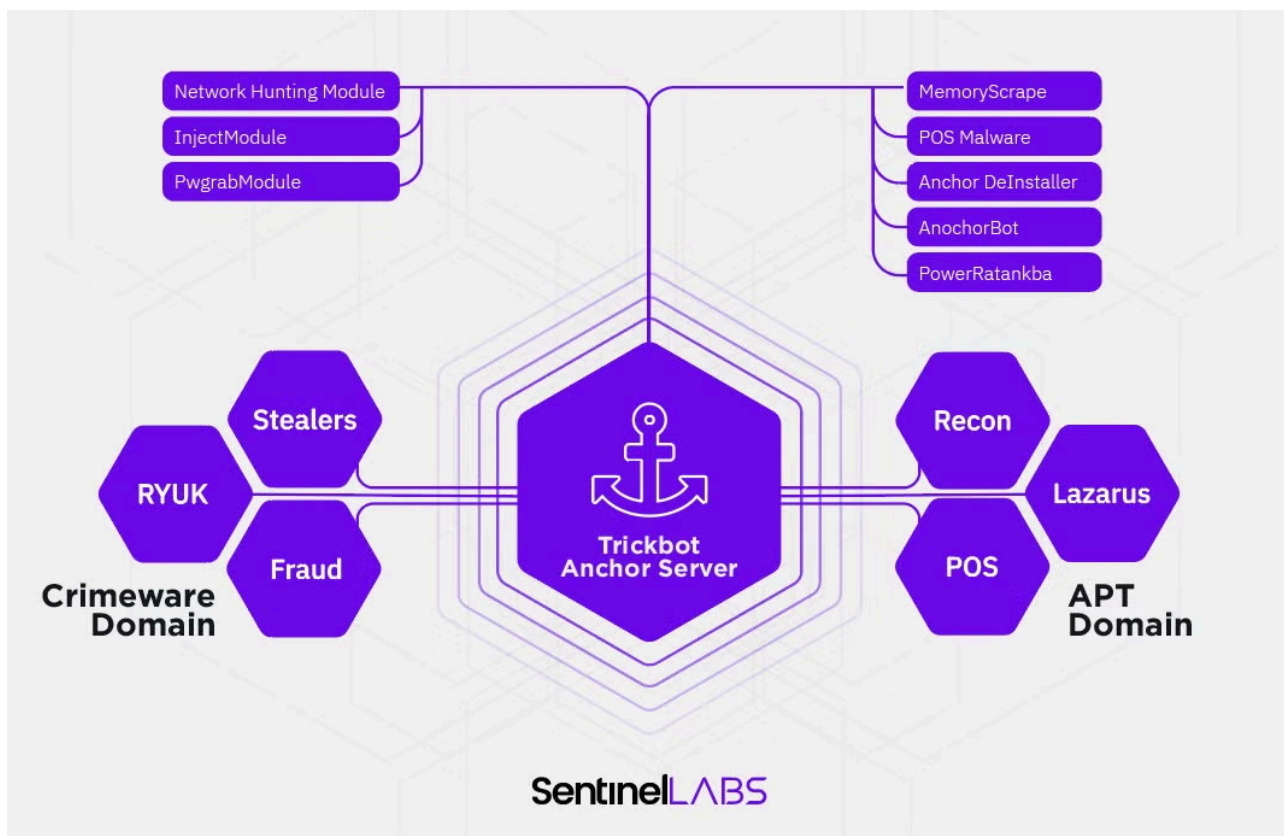 Network Hunting Module
InjectModule
PwgrabModule
MemoryScrape
POS Malware
Anchor DeInstaller
AnochorBot
PowerRatankba
Stealers
RYUK
Fraud
Crimeware
Domain
Trickbot
Anchor Server
Recon
Lazarus
POS
APT
Domain
SentinelLABS